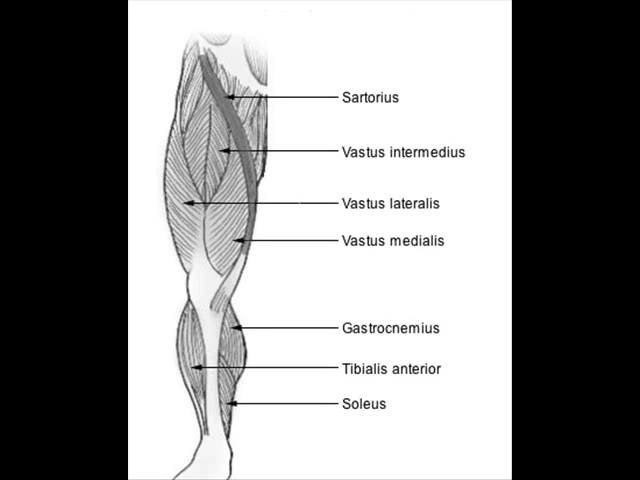 Sartorius
Vastus intermedius
Vastus lateralis
Vastus medialis
Gastrocnemius
Tibialis anterior
Soleus